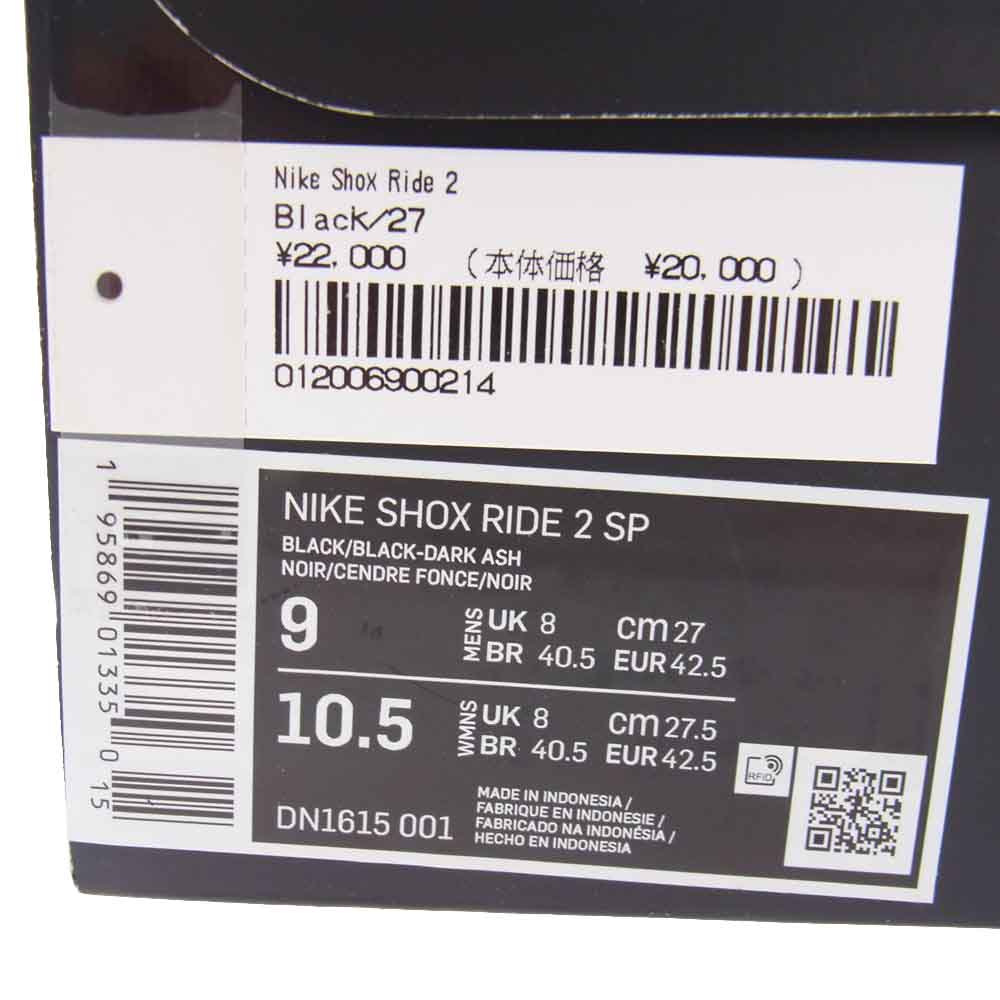 Nike Shox Ride 2
Black/27
¥22,000 (本体価格 ¥20,000 )
012006900214
1 95869 01335 0 15
NIKE SHOX RIDE 2 SP
BLACK/BLACK-DARK ASH
NOIR/CENDRE FONCE/NOIR
9 MENS UK 8 cm 27
BR 40.5 EUR 42.5
10.5 WMNS UK 8 cm 27.5
BR 40.5 EUR 42.5
RFID
DN1615 001
MADE IN INDONESIA /
FABRIQUE EN INDONÉSIE /
FABRICADO NA INDONÉSIA /
HECHO EN INDONESIA